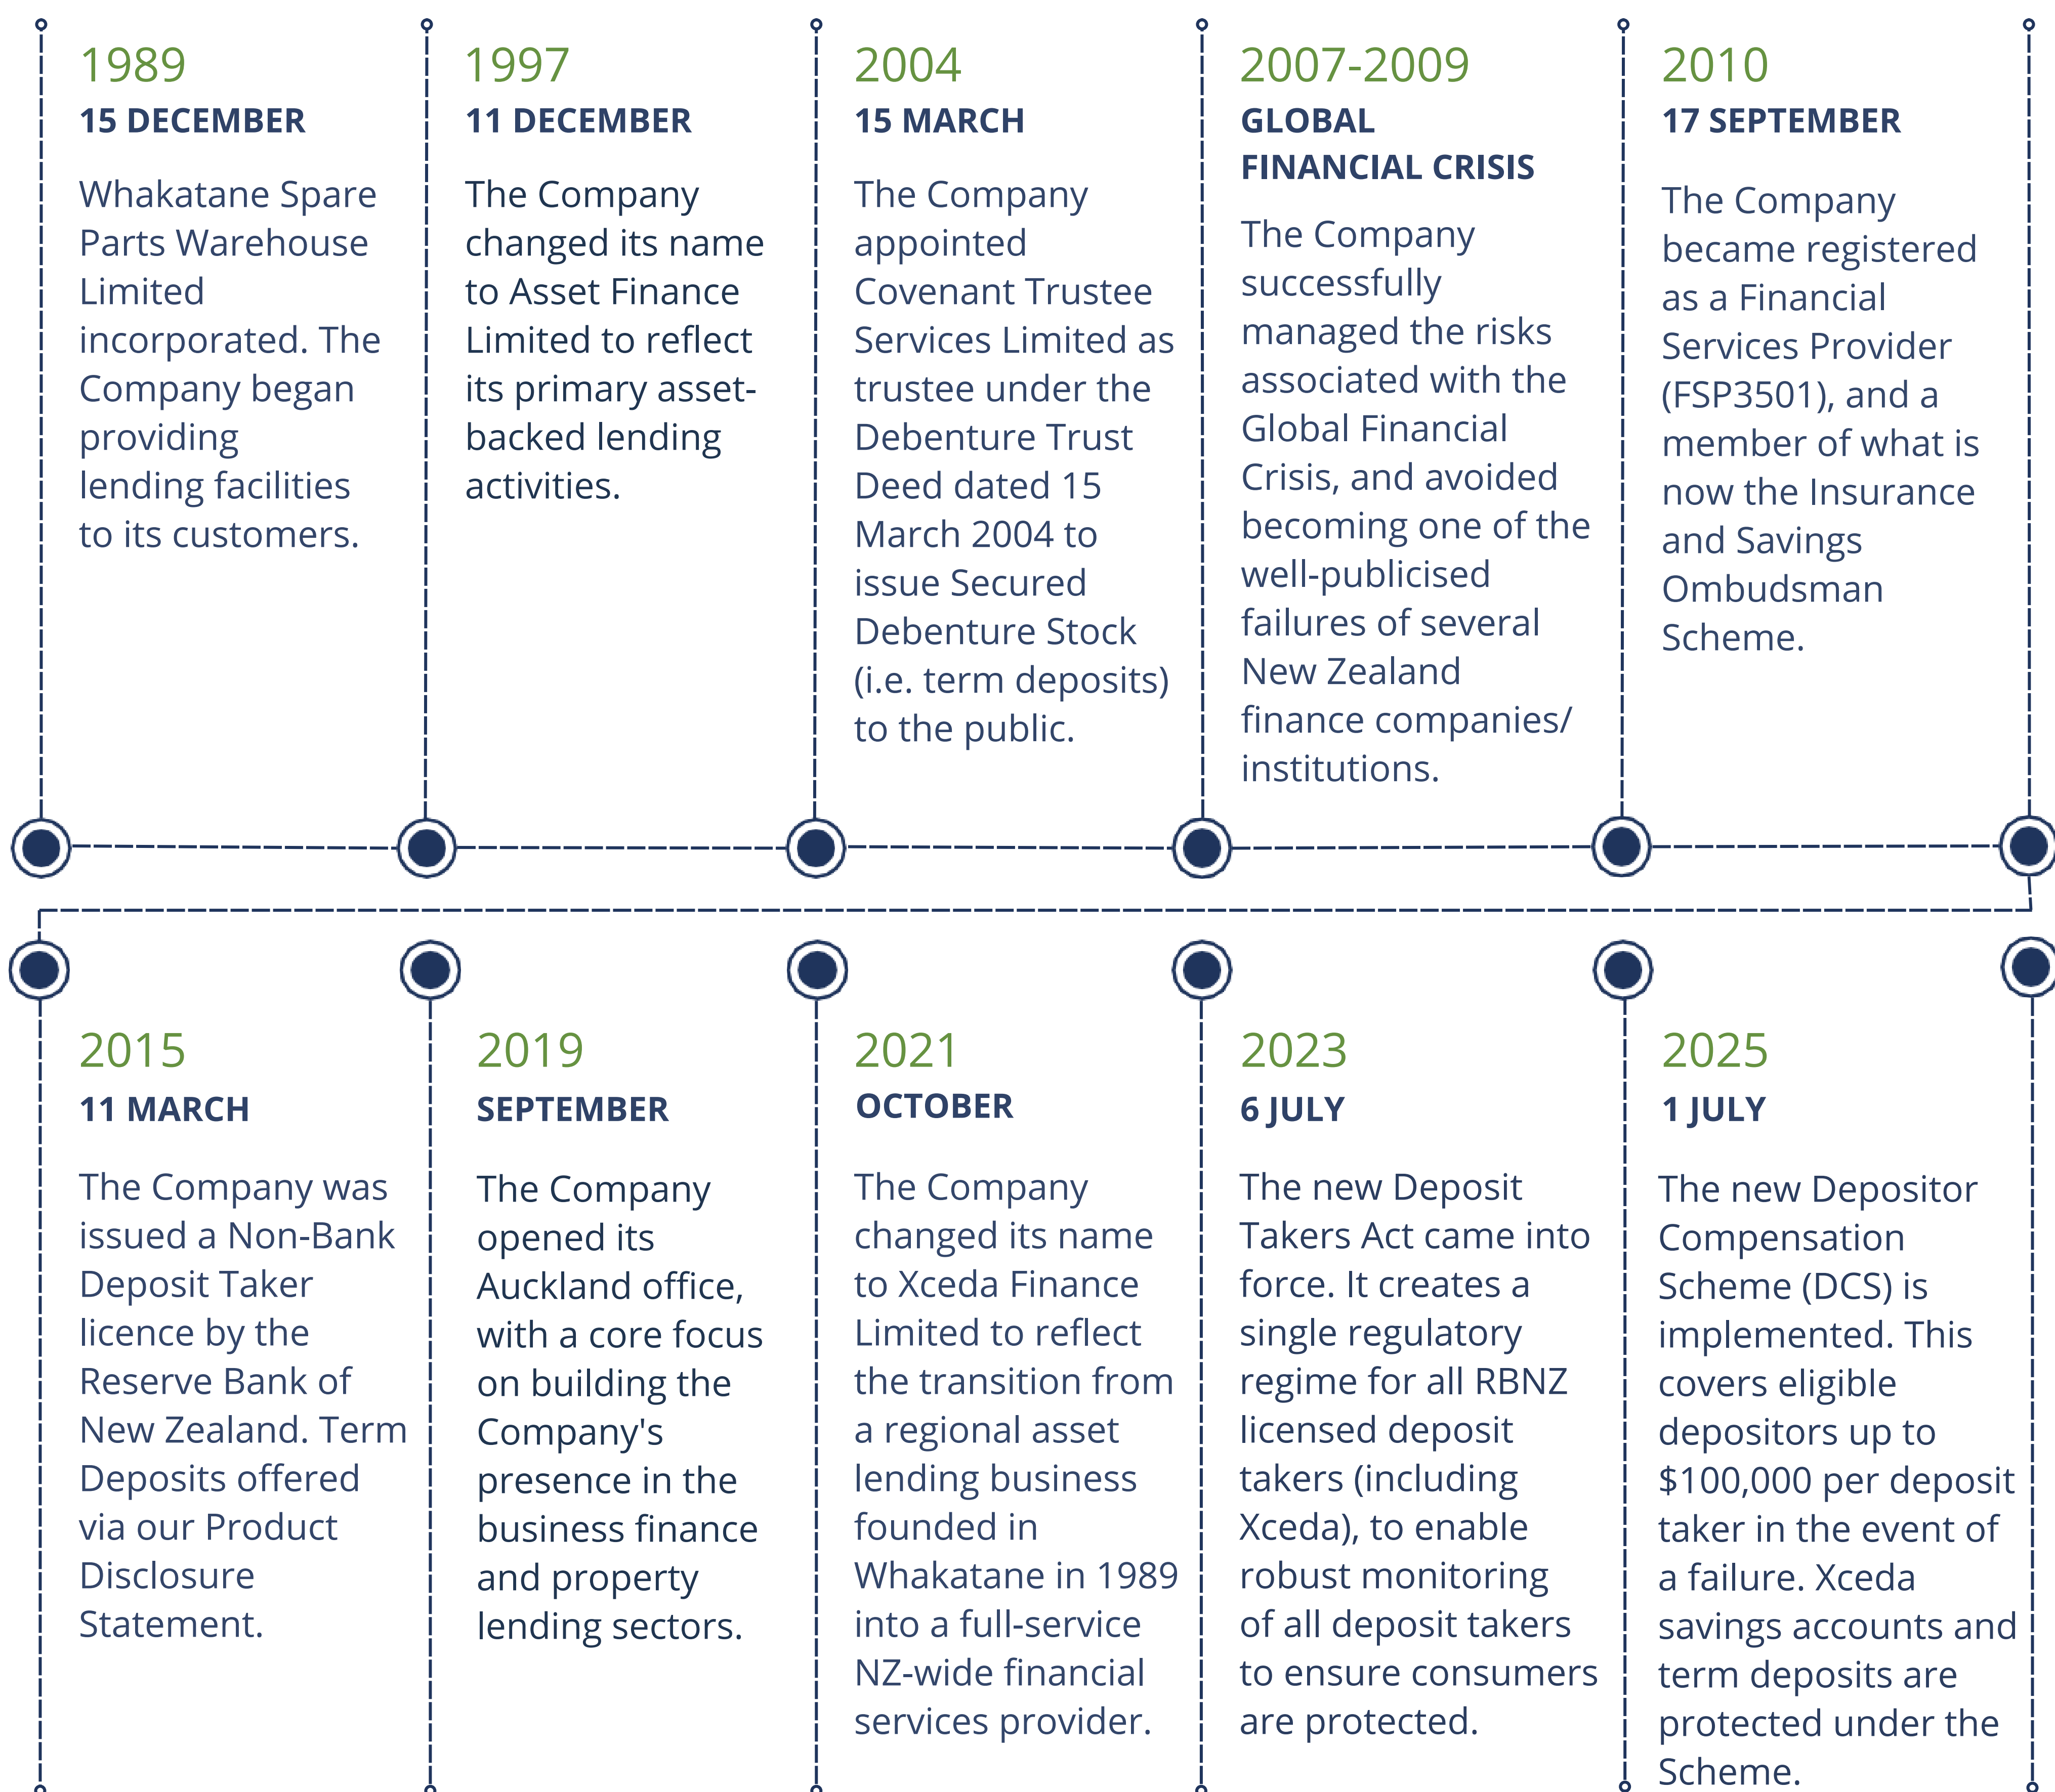 1989
15 DECEMBER
Whakatane Spare
Parts Warehouse
Limited
incorporated. The
Company began
providing
lending facilities
to its customers.
1997
11 DECEMBER
The Company
changed its name
to Asset Finance
Limited to reflect
its primary asset-
backed lending
activities.
2004
15 MARCH
The Company
appointed
Covenant Trustee
Services Limited as
trustee under the
Debenture Trust
Deed dated 15
March 2004 to
issue Secured
Debenture Stock
(i.e. term deposits)
to the public.
2007-2009
GLOBAL
FINANCIAL CRISIS
The Company
successfully
managed the risks
associated with the
Global Financial
Crisis, and avoided
becoming one of the
well-publicised
failures of several
New Zealand
finance companies/
institutions.
2010
17 SEPTEMBER
The Company
became registered
as a Financial
Services Provider
(FSP3501), and a
member of what is
now the Insurance
and Savings
Ombudsman
Scheme.
2015
11 MARCH
The Company was
issued a Non-Bank
Deposit Taker
licence by the
Reserve Bank of
New Zealand. Term
Deposits offered
via our Product
Disclosure
Statement.
2019
SEPTEMBER
The Company
opened its
Auckland office,
with a core focus
on building the
Company's
presence in the
business finance
and property
lending sectors.
2021
OCTOBER
The Company
changed its name
to Xceda Finance
Limited to reflect
the transition from
a regional asset
lending business
founded in
Whakatane in 1989
into a full-service
NZ-wide financial
services provider.
2023
6 JULY
The new Deposit
Takers Act came into
force. It creates a
single regulatory
regime for all RBNZ
licensed deposit
takers (including
Xceda), to enable
robust monitoring
of all deposit takers
to ensure consumers
are protected.
2025
1 JULY
The new Depositor
Compensation
Scheme (DCS) is
implemented. This
covers eligible
depositors up to
$100,000 per deposit
taker in the event of
a failure. Xceda
savings accounts and
term deposits are
protected under the
Scheme.